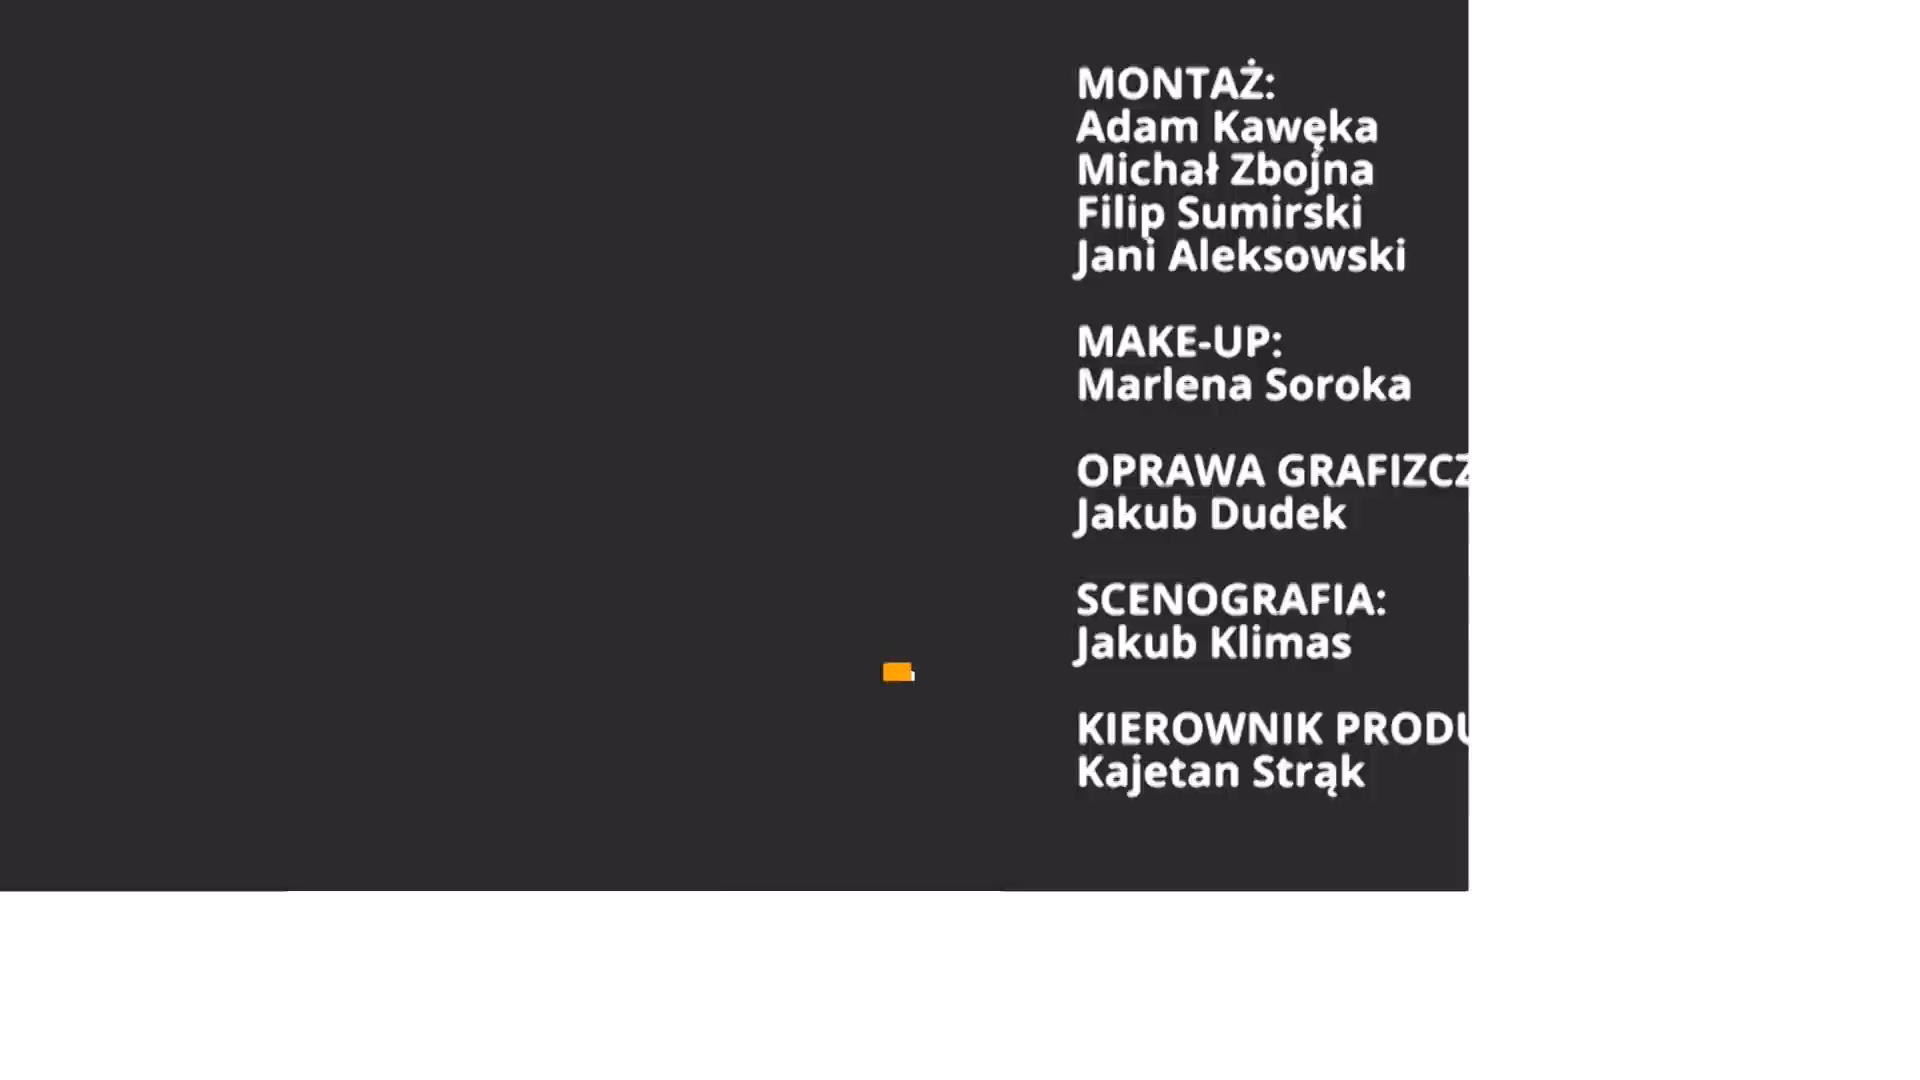 MONTAŻ:
Adam Kawęka
Michał Zbojna
Filip Sumirski
Jani Aleksowski
MAKE-UP:
Marlena Soroka
OPRAWA GRAFIZCZ
Jakub Dudek
SCENOGRAFIA:
Jakub Klimas
KIEROWNIK PRODU
Kajetan Strąk